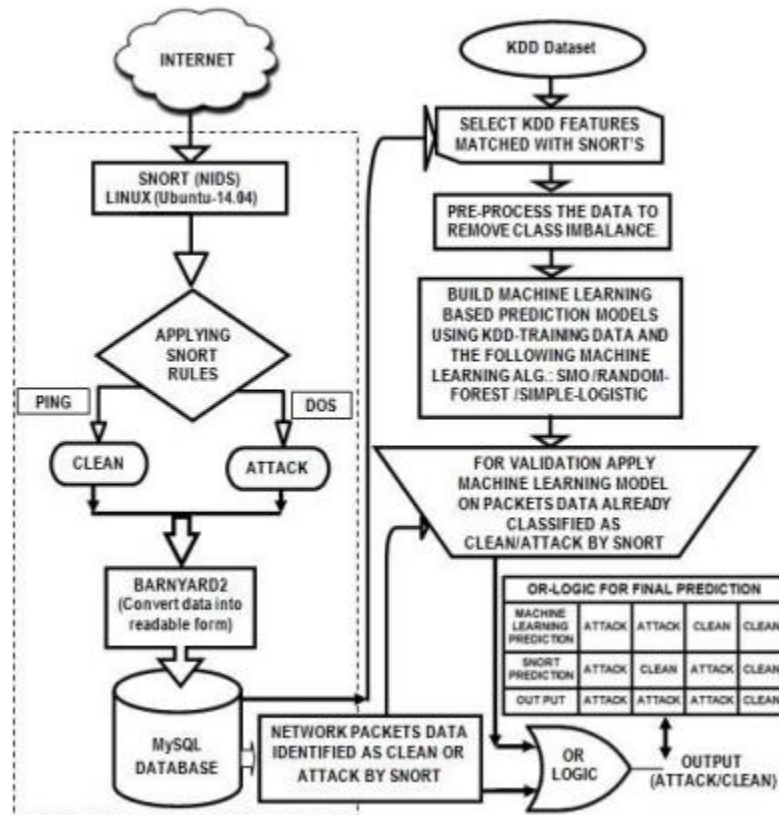 INTERNET
SNORT (NIDS)
LINUX (Ubuntu-14.04)
APPLYING
SNORT
RULES
PING
DOS
CLEAN
ATTACK
BARNYARD2
(Convert data into
readable form)
MySQL
DATABASE
KDD Dataset
SELECT KDD FEATURES
MATCHED WITH SNORT'S
PRE-PROCESS THE DATA TO
REMOVE CLASS IMBALANCE.
BUILD MACHINE LEARNING
BASED PREDICTION MODELS
USING KDD-TRAINING DATA AND
THE FOLLOWING MACHINE
LEARNING ALG.: SMO /RANDOM-
FOREST /SIMPLE-LOGISTIC
FOR VALIDATION APPLY
MACHINE LEARNING MODEL
ON PACKETS DATA ALREADY
CLASSIFIED AS
CLEAN/ATTACK BY SNORT
OR-LOGIC FOR FINAL PREDICTION
MACHINE
LEARNING
PREDICTION
ATTACK ATTACK CLEAN CLEAN
SNORT
PREDICTION
ATTACK CLEAN ATTACK CLEAN
OUT PUT ATTACK ATTACK ATTACK CLEAN
NETWORK PACKETS DATA
IDENTIFIED AS CLEAN OR
ATTACK BY SNORT
OR
LOGIC
OUTPUT
(ATTACK/CLEAN)